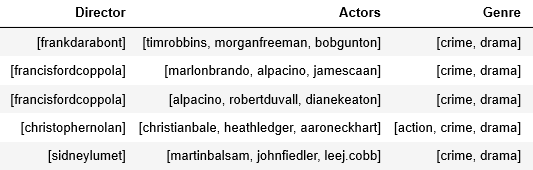 Director Actors Genre
[frankdarabont] [timrobbins, morganfreeman, bobgunton] [crime, drama]
[francisfordcoppola] [marlonbrando, alpacino, jamescaan] [crime, drama]
[francisfordcoppola] [alpacino, robertduvall, dianekeaton] [crime, drama]
[christophernolan] [christianbale, heathledger, aaroneckhart] [action, crime, drama]
[sidneylumet] [martinbalsam, johnfiedler, leej.cobb] [crime, drama]